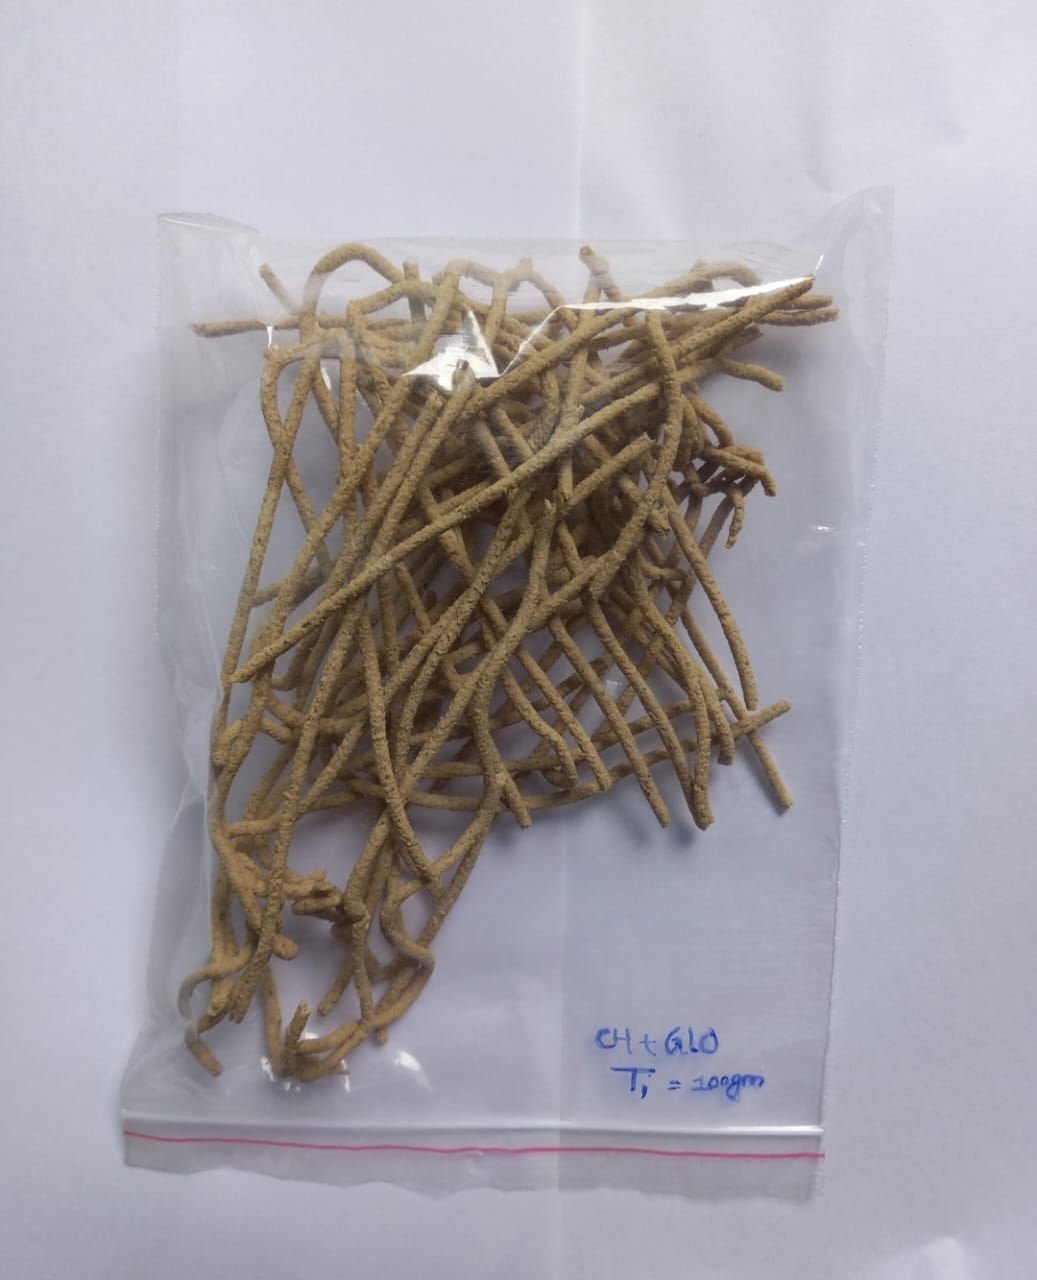 CH + GLO
T1 = 100gm